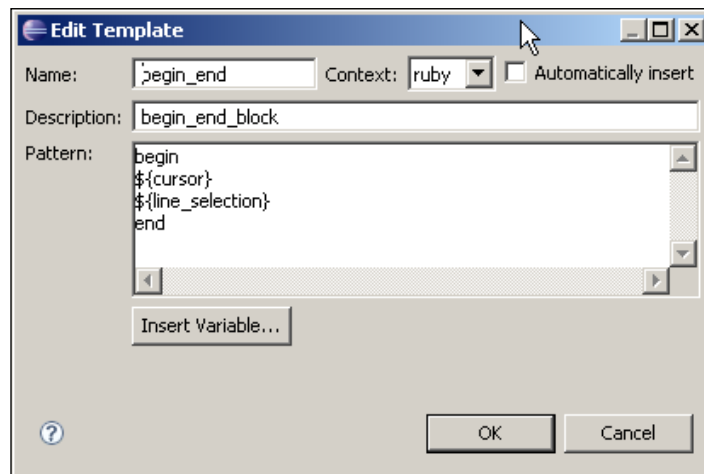 Edit Template
Name: begin_end Context: ruby Automatically insert
Description: begin_end_block
Pattern: begin
${cursor}
${line_selection}
end
Insert Variable...
? OK Cancel